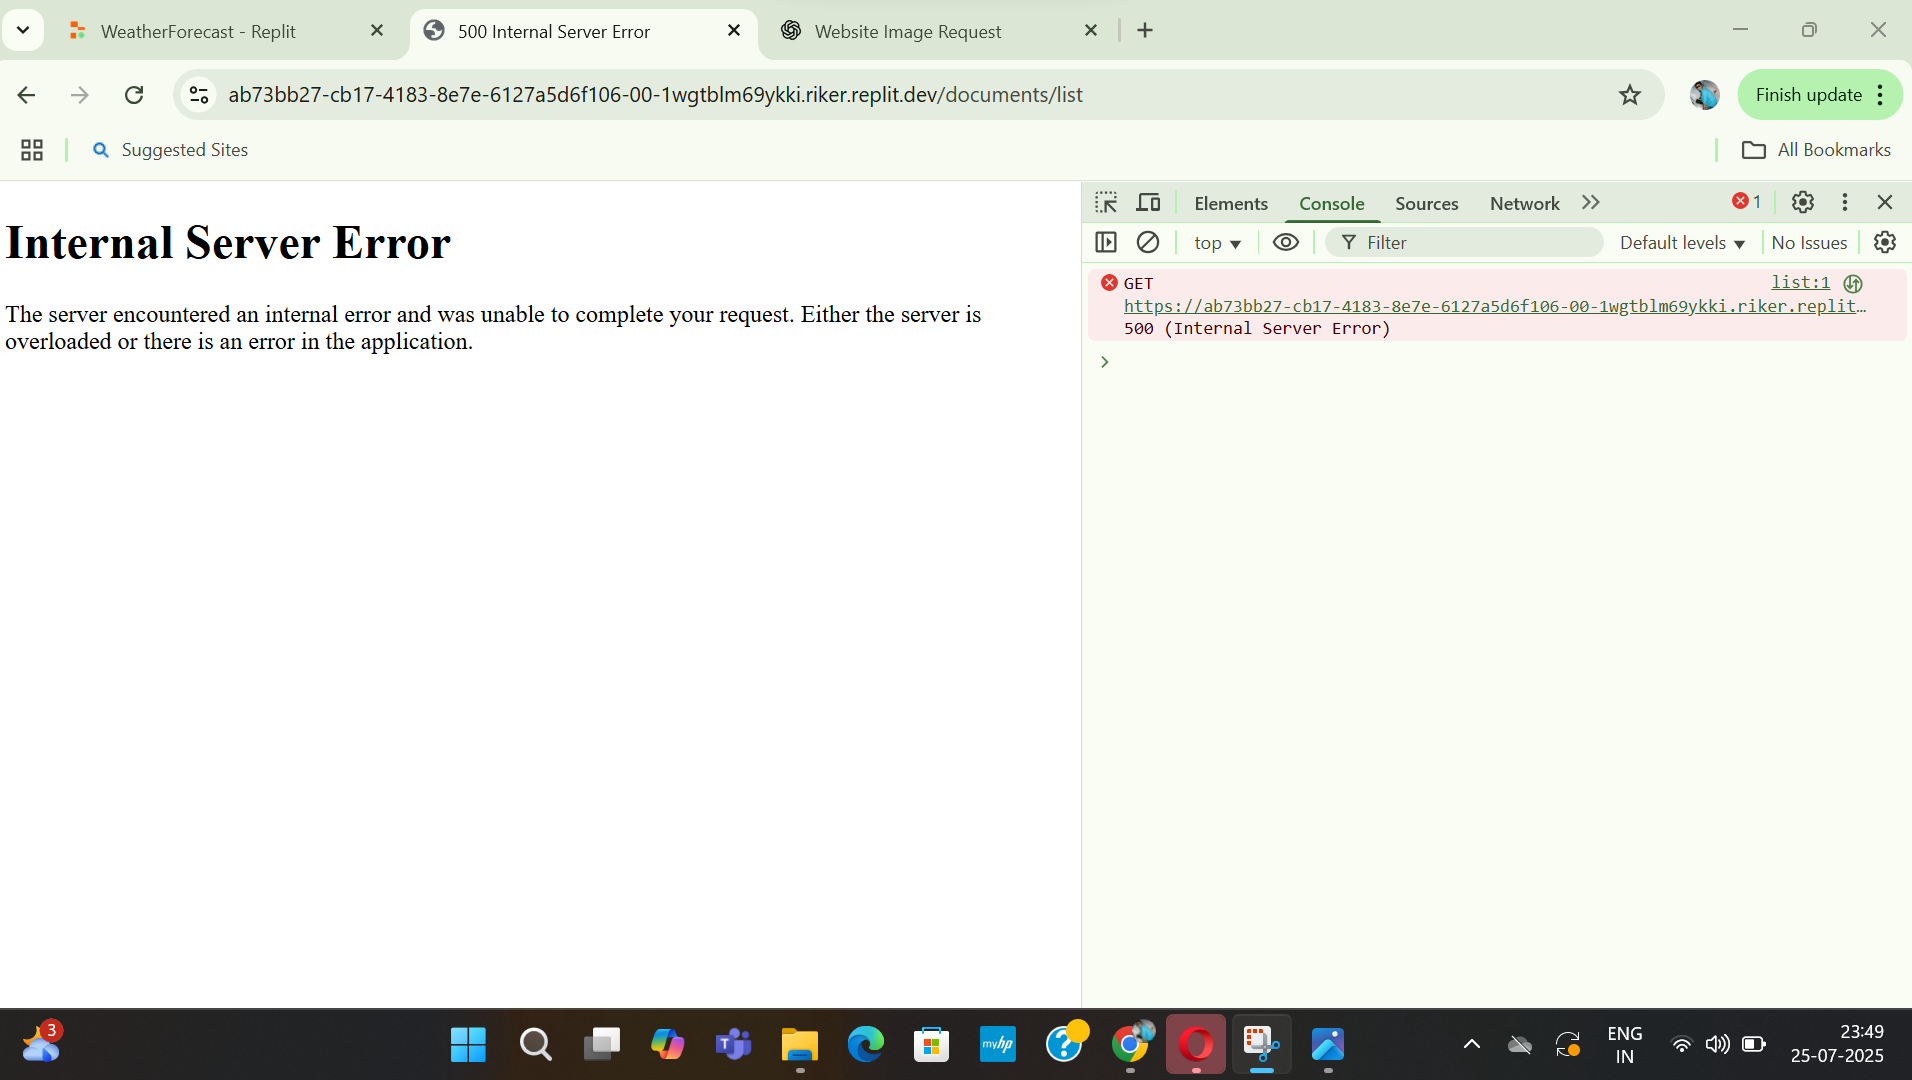 WeatherForecast - Replit
500 Internal Server Error
Website Image Request
ab73bb27-cb17-4183-8e7e-6127a5d6f106-00-1wgtblm69ykki.riker.replit.dev/documents/list
Finish update
Suggested Sites
All Bookmarks
Internal Server Error
The server encountered an internal error and was unable to complete your request. Either the server is
overloaded or there is an error in the application.
Elements Console Sources Network 1
top Filter Default levels No Issues
GET list:1
https://ab73bb27-cb17-4183-8e7e-6127a5d6f106-00-1wgtblm69ykki.riker.replit…
500 (Internal Server Error)
3
T
myhp
?
ENG
IN
23:49
25-07-2025